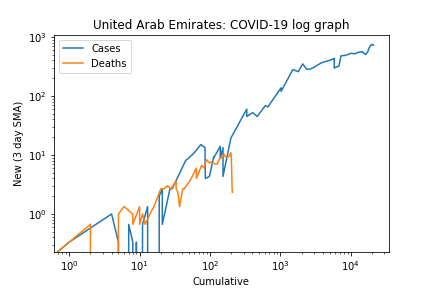 United Arab Emirates: COVID-19 log graph
Cases
Deaths
New (3 day SMA)
10³
10²
10¹
10⁰
10⁰ 10¹ 10² 10³ 10⁴
Cumulative